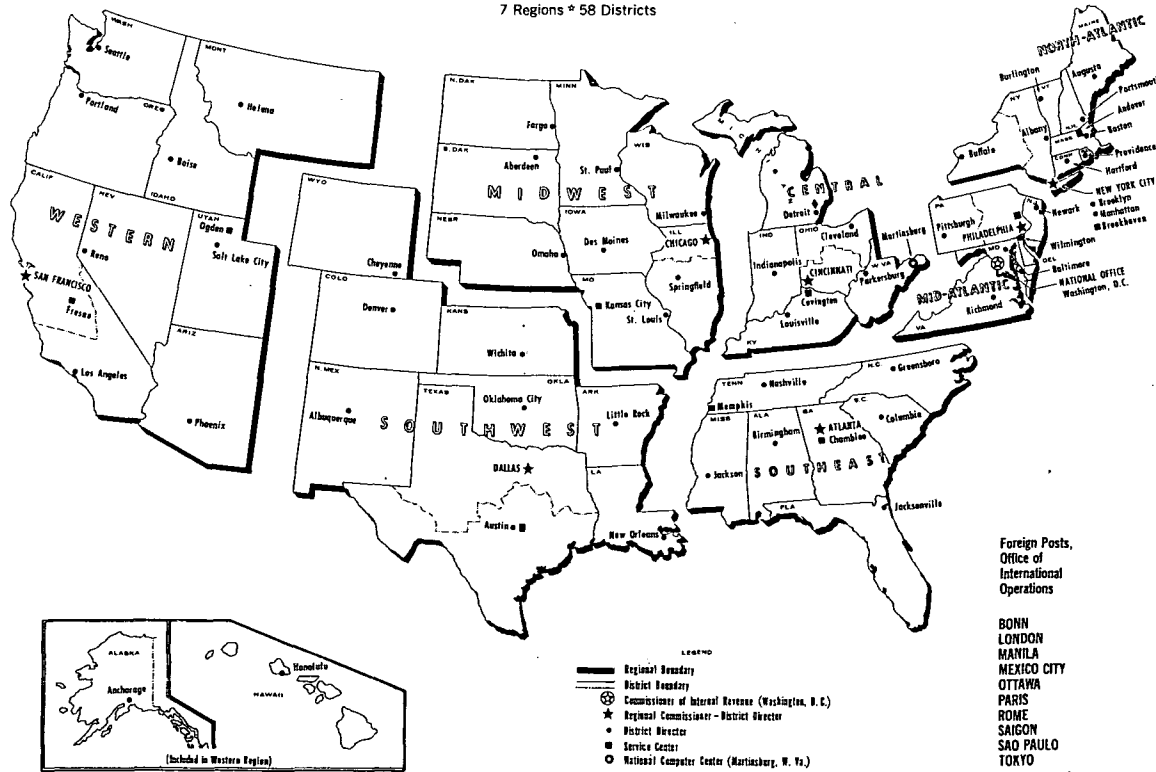 7 Regions * 58 Districts
WASH
Seattle
MONT
Helena
Portland
ORE
Boise
IDAHO
CALIF
NEV
WESTERN
UTAH
Ogden
Salt Lake City
Reno
SAN FRANCISCO
Fresno
Los Angeles
ARIZ
Phoenix
N. DAK
Fargo
S. DAK
Aberdeen
NEBR
Omaha
MINN
St. Paul
WIS
Milwaukee
MIDWEST
IOWA
Des Moines
ILL
CHICAGO
Springfield
MO
Kansas City
St. Louis
WYO
Cheyenne
COLO
Denver
KANS
Wichita
N. MEX
Albuquerque
TEXAS
OKLA
Oklahoma City
ARK
Little Rock
SOUTHWEST
DALLAS
Austin
LA
New Orleans
CENTRAL
Detroit
IND
Indianapolis
OHIO
Cleveland
CINCINNATI
Covington
Louisville
KY
W VA
Parkersburg
Martinsburg
NORTH-ATLANTIC
MAINE
Augusta
Burlington
VT
NY
N.H.
Portsmouth
Andover
MASS
Boston
Albany
Buffalo
CONN
Providence
Hartford
NEW YORK CITY
Brooklyn
Manhattan
Brookhaven
PA
Pittsburgh
PHILADELPHIA
N.J.
Newark
Wilmington
DEL
MD
Baltimore
NATIONAL OFFICE
Washington, D.C.
MID-ATLANTIC
Richmond
VA
TENN
Nashville
Memphis
N.C.
Greensboro
S.C.
Columbia
MISS
Jackson
ALA
Birmingham
GA
ATLANTA
Chamblee
SOUTHEAST
FLA
Jacksonville
ALASKA
Anchorage
Honolulu
HAWAII
(Included in Western Region)
LEGEND
Regional Boundary
District Boundary
Commissioner of Internal Revenue (Washington, D.C.)
Regional Commissioner - District Director
District Director
Service Center
National Computer Center (Martinsburg, W. Va.)
Foreign Posts,
Office of
International
Operations
BONN
LONDON
MANILA
MEXICO CITY
OTTAWA
PARIS
ROME
SAIGON
SAO PAULO
TOKYO